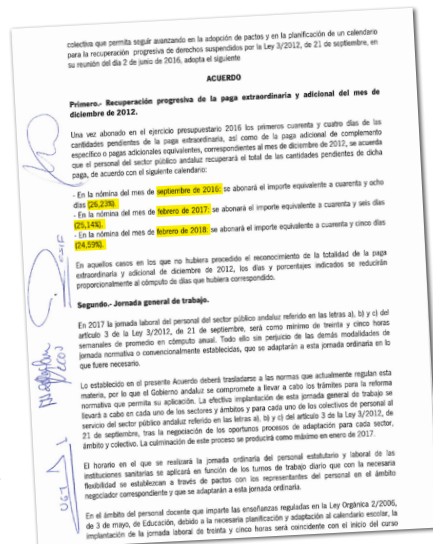 colectiva que permita seguir avanzando en la adopción de pactos y en la planificación de un calendario
para la recuperación progresiva de derechos suspendidos por la Ley 3/2012, de 21 de septiembre, en
su reunión del día 2 de junio de 2016, adopta el siguiente
ACUERDO
Primero.- Recuperación progresiva de la paga extraordinaria y adicional del mes de
diciembre de 2012.
Una vez abonado en el ejercicio presupuestario 2016 los primeros cuarenta y cuatro días de las
cantidades pendientes de la paga extraordinaria, así como de la paga adicional de complemento
específico o pagas adicionales equivalentes, correspondientes al mes de diciembre de 2012, se acuerda
que el personal del sector público andaluz recuperará el total de las cantidades pendientes de dicha
paga, de acuerdo con el siguiente calendario:
- En la nómina del mes de septiembre de 2016: se abonará el importe equivalente a cuarenta y ocho
días (26,23%).
- En la nómina del mes de febrero de 2017: se abonará el importe equivalente a cuarenta y seis días
(25,14%).
- En la nómina del mes de febrero de 2018: se abonará el importe equivalente a cuarenta y cinco días
(24,59%).
En aquellos casos en los que no hubiera procedido el reconocimiento de la totalidad de la paga
extraordinaria y adicional de diciembre de 2012, los días y porcentajes indicados se reducirán
proporcionalmente al cómputo de días que hubiera correspondido.
Segundo.- Jornada general de trabajo.
En 2017 la jornada laboral del personal del sector público andaluz referido en las letras a), b) y c) del
artículo 3 de la Ley 3/2012, de 21 de septiembre, será como mínimo de treinta y cinco horas
semanales de promedio en cómputo anual. Todo ello sin perjuicio de las demás modalidades de
jornada normativa o convencionalmente establecidas, que se adaptarán a esta jornada ordinaria en lo
que fuere necesario.
Lo establecido en el presente Acuerdo deberá trasladarse a las normas que actualmente regulan esta
materia, por lo que el Gobierno andaluz se compromete a llevar a cabo los trámites para la reforma
normativa que permita su aplicación. La efectiva implantación de esta jornada general de trabajo se
llevará a cabo en cada uno de los sectores y ámbitos y para cada uno de los colectivos de personal al
servicio del sector público andaluz referido en las letras a), b) y c) del artículo 3 de la Ley 3/2012, de
21 de septiembre, tras la negociación de los oportunos procesos de adaptación para cada sector,
ámbito y colectivo. La culminación de este proceso se producirá como máximo en enero de 2017.
El horario en el que se realizará la jornada ordinaria del personal estatutario y laboral de las
instituciones sanitarias se aplicará en función de los turnos de trabajo diario que con la necesaria
flexibilidad se establezcan a través de pactos con los representantes del personal en el ámbito
negociador correspondiente y que se adaptarán a esta jornada ordinaria.
En el ámbito del personal docente que imparte las enseñanzas reguladas en la Ley Orgánica 2/2006,
de 3 de mayo, de Educación, debido a la necesaria planificación y adaptación al calendario escolar, la
implantación de la jornada laboral de treinta y cinco horas será coincidente con el inicio del curso
CSIF
CCOO
UGT